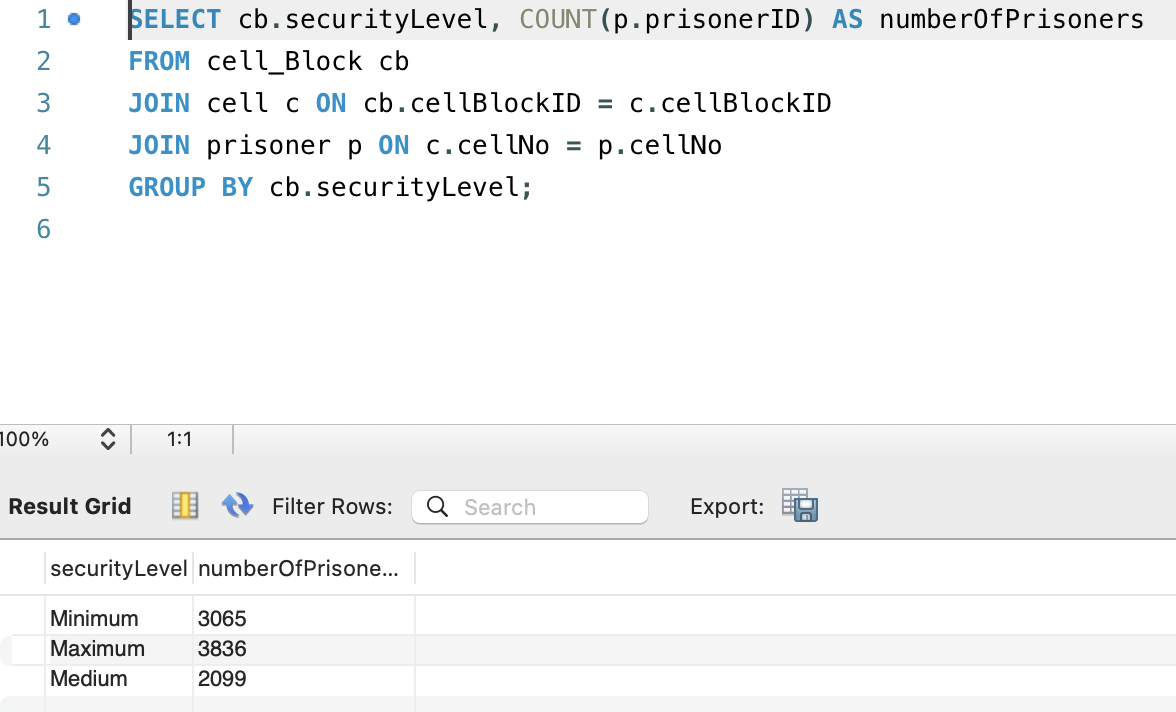 1 SELECT cb.securityLevel, COUNT(p.prisonerID) AS numberOfPrisoners
2 FROM cell_Block cb
3 JOIN cell c ON cb.cellBlockID = c.cellBlockID
4 JOIN prisoner p ON c.cellNo = p.cellNo
5 GROUP BY cb.securityLevel;
6
100% 1:1
Result Grid Filter Rows: Search Export:
securityLevel numberOfPrisone...
Minimum 3065
Maximum 3836
Medium 2099